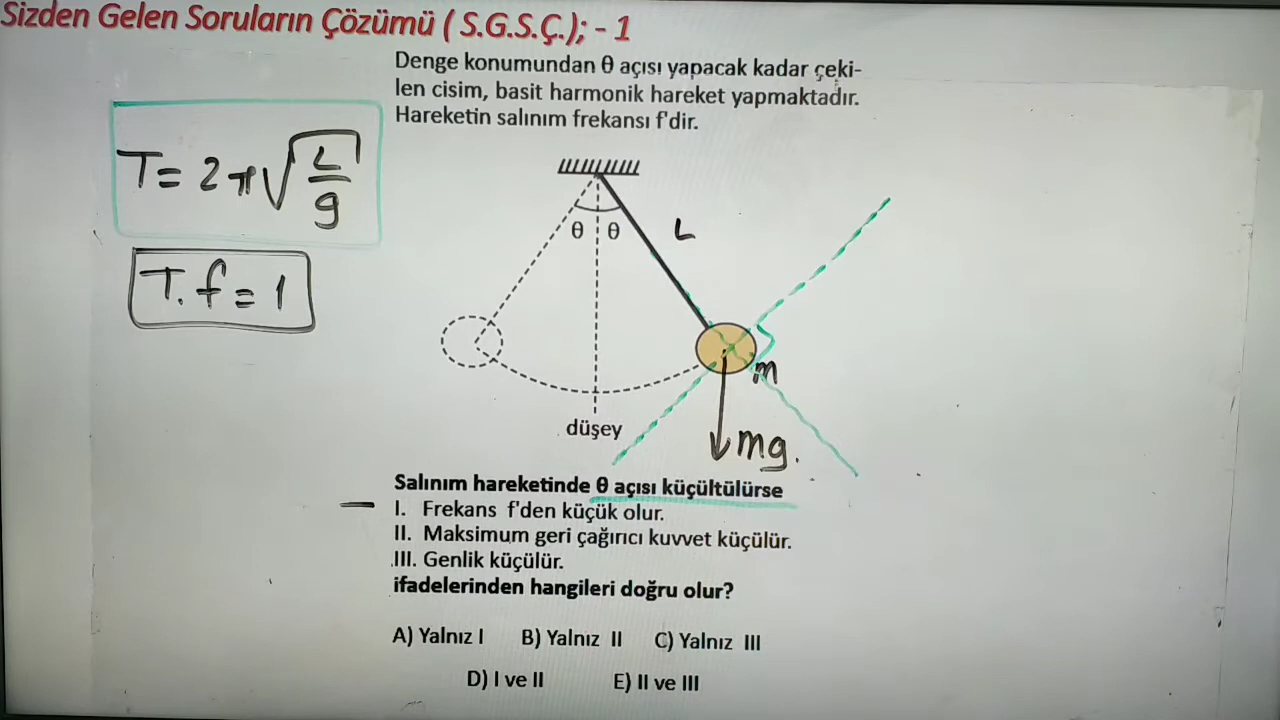 Sizden Gelen Soruların Çözümü ( S.G.S.Ç.); - 1
Denge konumundan θ açısı yapacak kadar çeki-
len cisim, basit harmonik hareket yapmaktadır.
Hareketin salınım frekansı f'dir.
T = 2π√L/g
T. f = 1
θ θ
L
m
mg.
düşey
Salınım hareketinde θ açısı küçültülürse
I. Frekans f'den küçük olur.
II. Maksimum geri çağırıcı kuvvet küçülür.
III. Genlik küçülür.
ifadelerinden hangileri doğru olur?
A) Yalnız I B) Yalnız II C) Yalnız III
D) I ve II E) II ve III